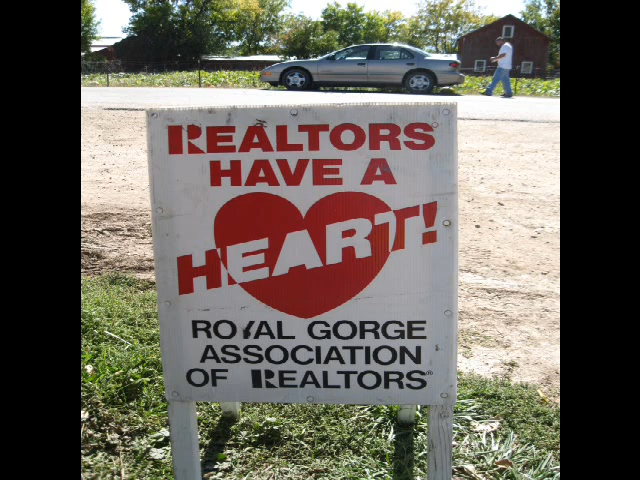 REALTORS®
HAVE A
HEART!
ROYAL GORGE
ASSOCIATION
OF REALTORS®